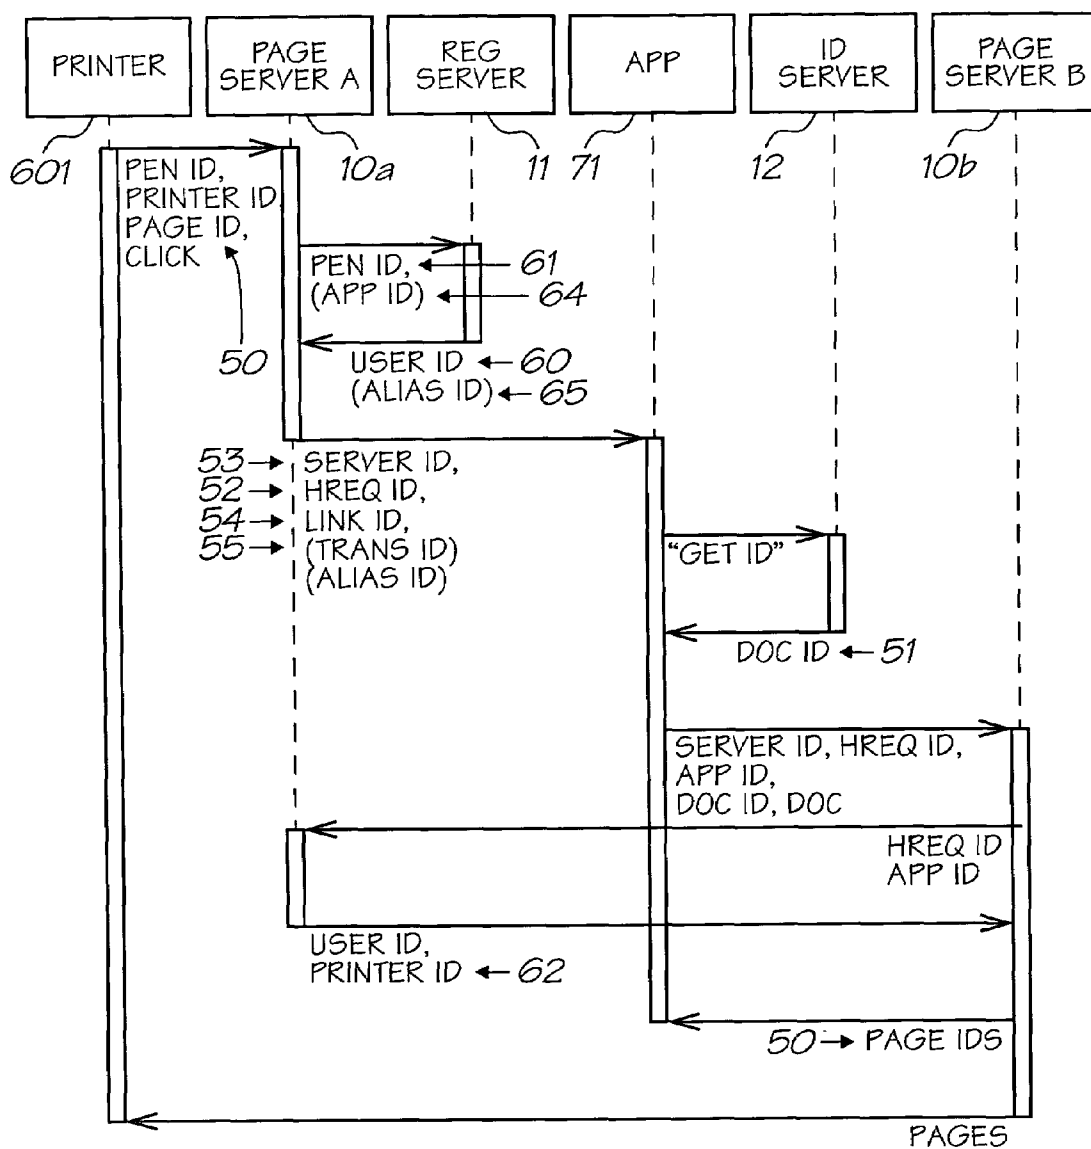 PRINTER
PAGE
SERVER A
REG
SERVER
APP
ID
SERVER
PAGE
SERVER B
601
10a
11
71
12
10b
PEN ID,
PRINTER ID,
PAGE ID,
CLICK
50
PEN ID,
61
(APP ID)
64
USER ID
60
(ALIAS ID)
65
53
SERVER ID,
52
HREQ ID,
54
LINK ID,
55
(TRANS ID)
(ALIAS ID)
"GET ID"
DOC ID
51
SERVER ID, HREQ ID,
APP ID,
DOC ID, DOC
HREQ ID
APP ID
USER ID,
PRINTER ID
62
50
PAGE IDS
PAGES